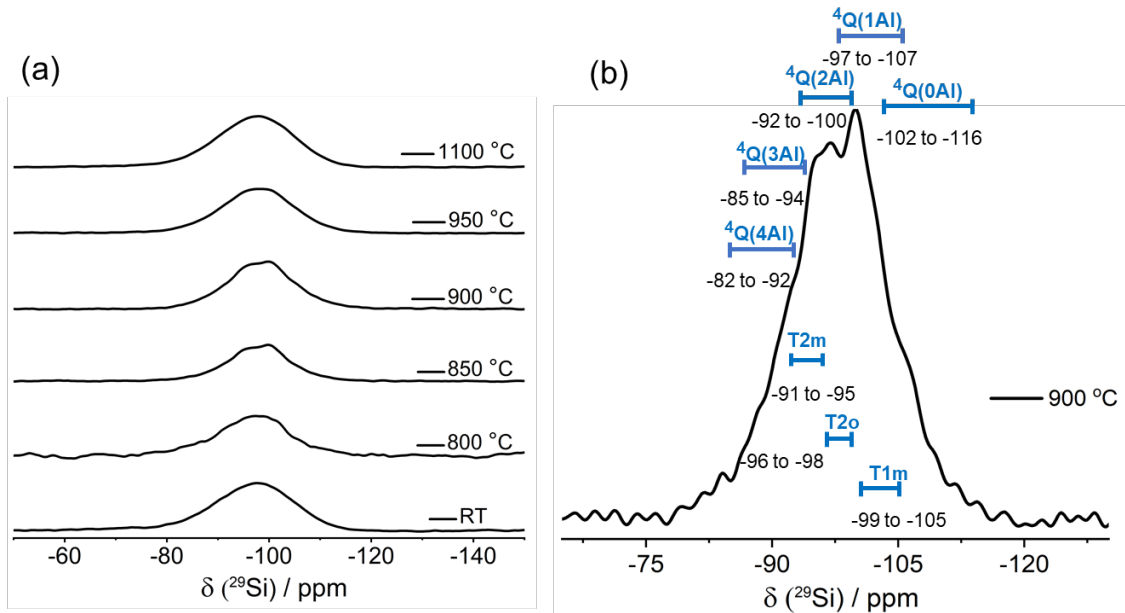 (a)
1100 °C
950 °C
900 °C
850 °C
800 °C
RT
-60 -80 -100 -120 -140
δ (²⁹Si) / ppm
(b)
⁴Q(1Al)
-97 to -107
⁴Q(2Al)
-92 to -100
⁴Q(0Al)
-102 to -116
⁴Q(3Al)
-85 to -94
⁴Q(4Al)
-82 to -92
T2m
-91 to -95
900 °C
T2o
-96 to -98
T1m
-99 to -105
-75 -90 -105 -120
δ (²⁹Si) / ppm